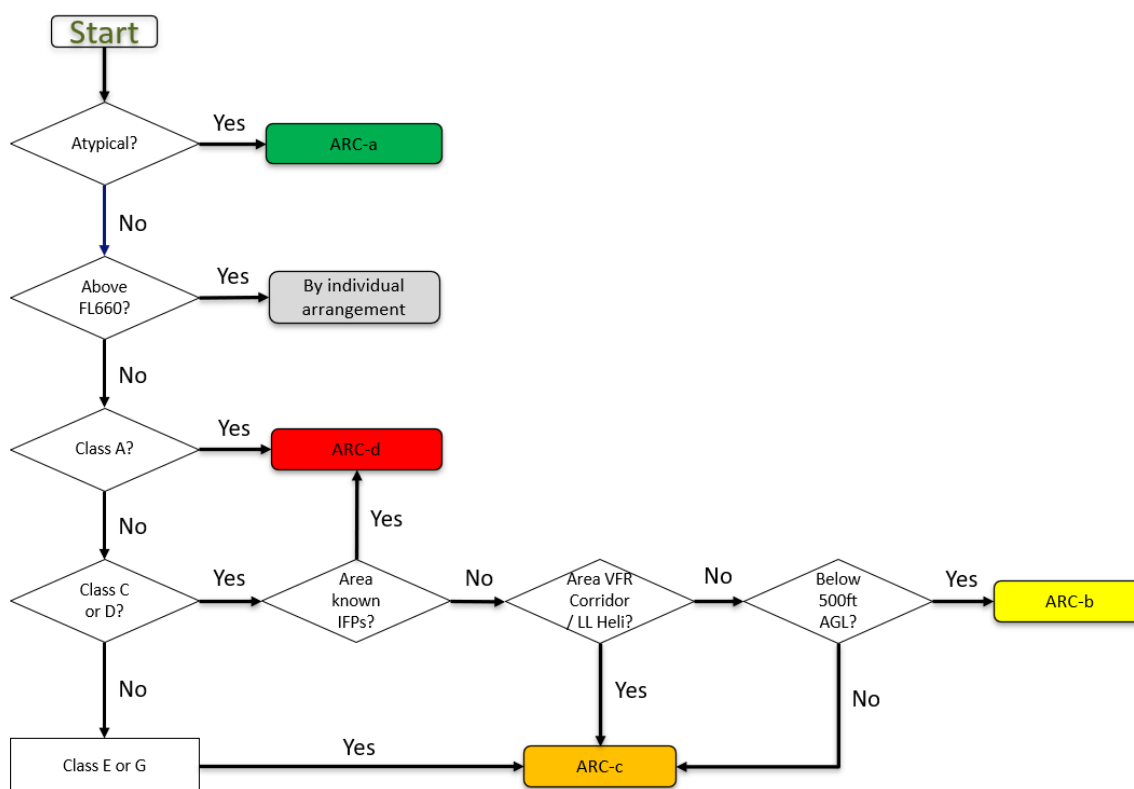 Start
Atypical?
Yes
ARC-a
No
Above
FL660?
Yes
By individual
arrangement
No
Class A?
Yes
ARC-d
No
Yes
Class C
or D?
Yes
Area
known
IFPs?
No
Area VFR
Corridor
/ LL Heli?
No
Below
500ft
AGL?
Yes
ARC-b
No
Yes
No
Class E or G
Yes
ARC-c